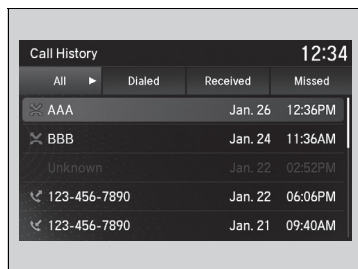 Call History 12:34
All Dialed Received Missed
AAA Jan. 26 12:36PM
BBB Jan. 24 11:36AM
Unknown Jan. 22 02:52PM
123-456-7890 Jan. 22 06:06PM
123-456-7890 Jan. 21 09:40AM